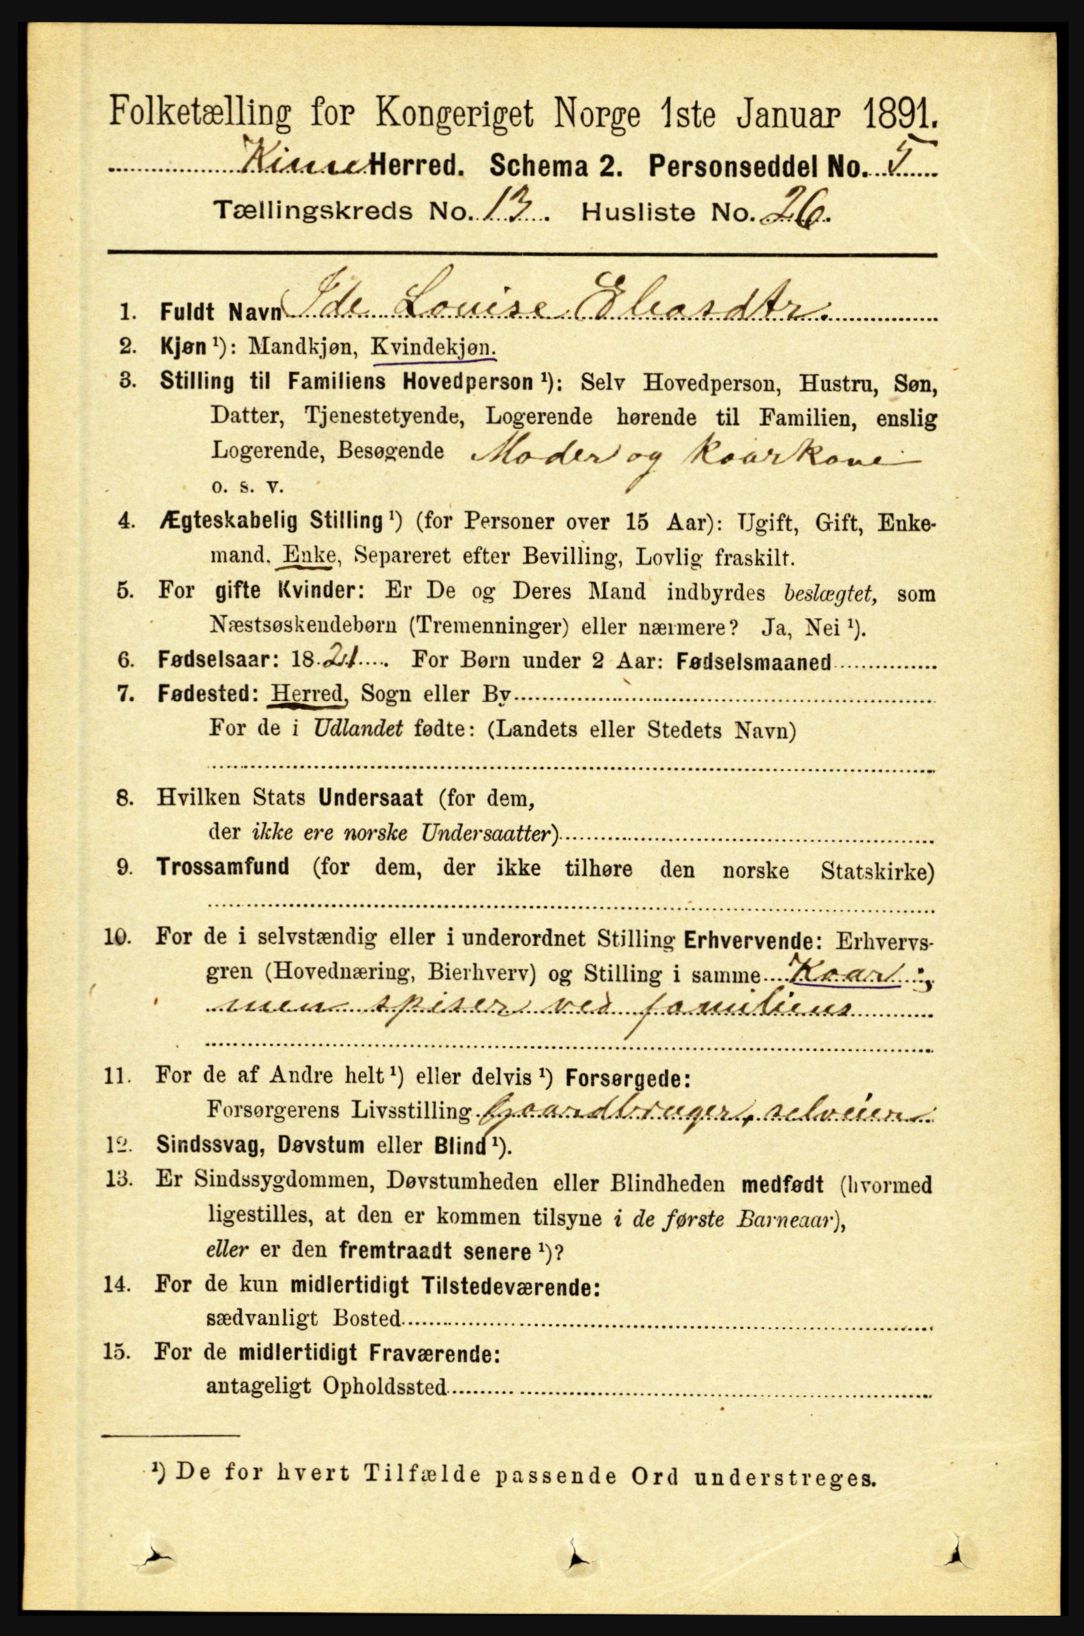 Folketælling for Kongeriget Norge 1ste Januar 1891.
Kinn Herred. Schema 2. Personseddel No. 5
Tællingskreds No. 13. Husliste No. 26.
1. Fuldt Navn Ide Louise Eliasdtr.
2. Kjøn ¹): Mandkjøn, Kvindekjøn.
3. Stilling til Familiens Hovedperson ¹): Selv Hovedperson, Hustru, Søn,
Datter, Tjenestetyende, Logerende hørende til Familien, enslig
Logerende, Besøgende Moder og Kaarkone
o. s. v.
4. Ægteskabelig Stilling ¹) (for Personer over 15 Aar): Ugift, Gift, Enke-
mand, Enke, Separeret efter Bevilling, Lovlig fraskilt.
5. For gifte Kvinder: Er De og Deres Mand indbyrdes beslægtet, som
Næstsøskendebørn (Tremenninger) eller nærmere? Ja, Nei ¹).
6. Fødselsaar: 1821. For Børn under 2 Aar: Fødselsmaaned
7. Fødested: Herred, Sogn eller By
For de i Udlandet fødte: (Landets eller Stedets Navn)
8. Hvilken Stats Undersaat (for dem,
der ikke ere norske Undersaatter)
9. Trossamfund (for dem, der ikke tilhøre den norske Statskirke)
10. For de i selvstændig eller i underordnet Stilling Erhvervende: Erhvervs-
gren (Hovednæring, Bierhverv) og Stilling i samme Kaar;
men spiser ved familiens
11. For de af Andre helt ¹) eller delvis ¹) Forsørgede:
Forsørgerens Livsstilling Gaardbruger, selveier
12. Sindssvag, Døvstum eller Blind ¹).
13. Er Sindssygdommen, Døvstumheden eller Blindheden medfødt (hvormed
ligestilles, at den er kommen tilsyne i de første Barneaar),
eller er den fremtraadt senere ¹)?
14. For de kun midlertidigt Tilstedeværende:
sædvanligt Bosted
15. For de midlertidigt Fraværende:
antageligt Opholdssted
¹) De for hvert Tilfælde passende Ord understreges.